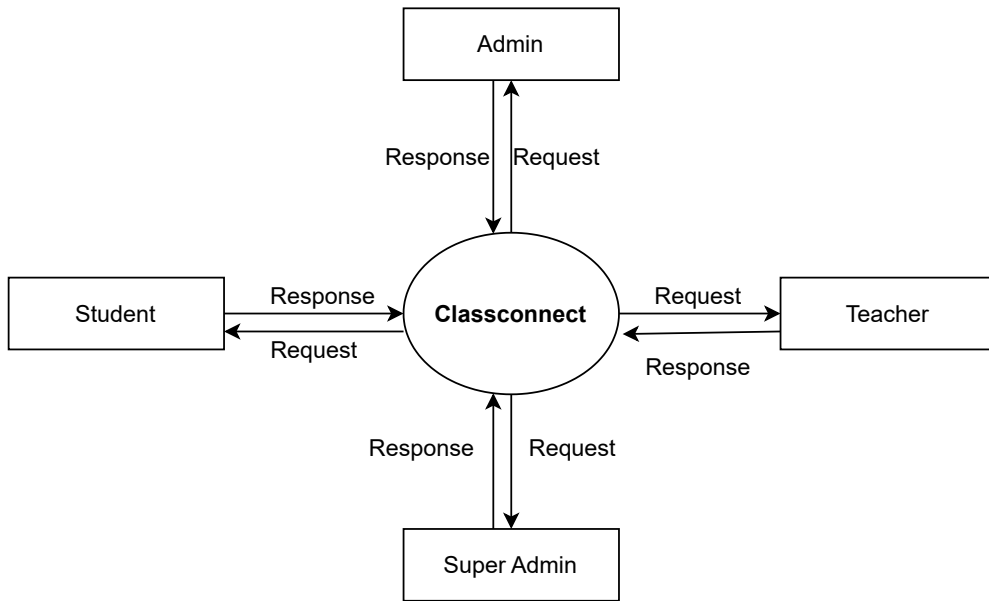 Admin
Response
Request
Student
Response
Request
Classconnect
Request
Response
Teacher
Response
Request
Super Admin